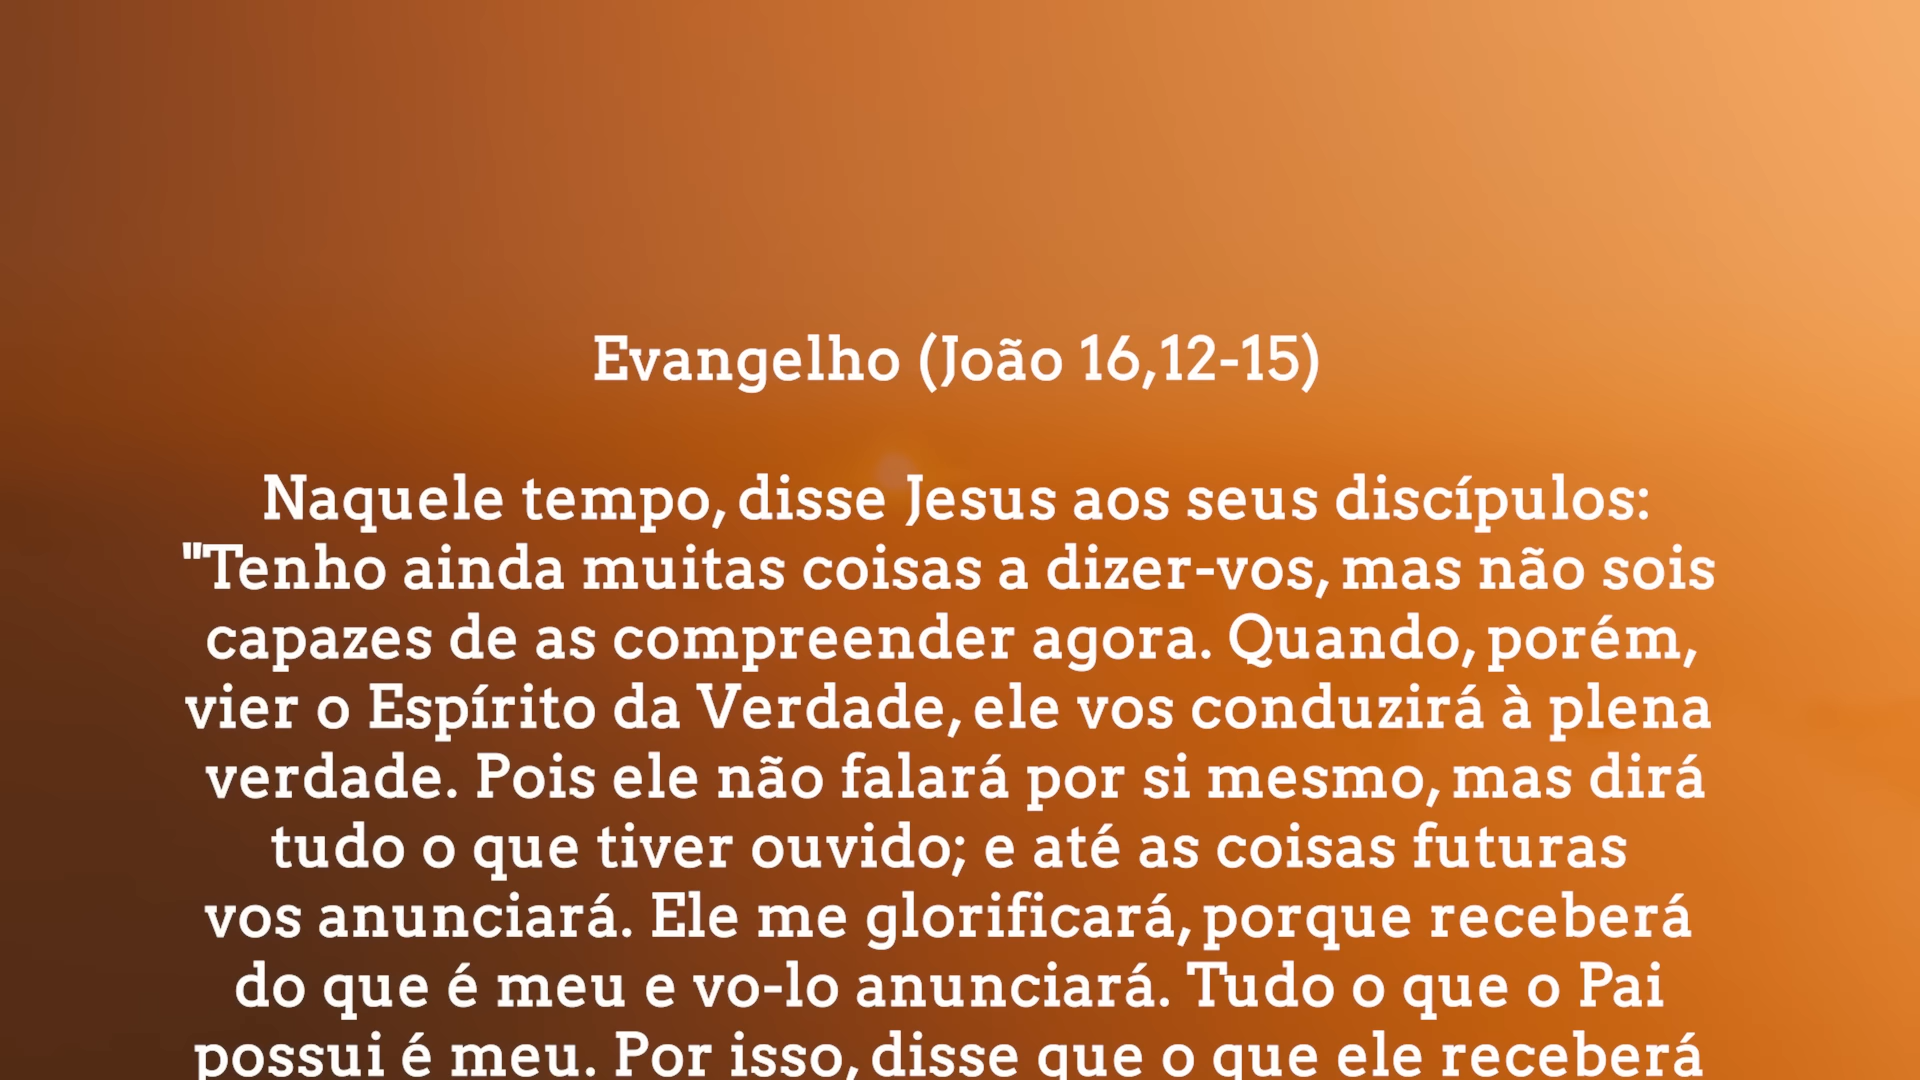 Evangelho (João 16,12-15)
Naquele tempo, disse Jesus aos seus discípulos:
"Tenho ainda muitas coisas a dizer-vos, mas não sois
capazes de as compreender agora. Quando, porém,
vier o Espírito da Verdade, ele vos conduzirá à plena
verdade. Pois ele não falará por si mesmo, mas dirá
tudo o que tiver ouvido; e até as coisas futuras
vos anunciará. Ele me glorificará, porque receberá
do que é meu e vo-lo anunciará. Tudo o que o Pai
possui é meu. Por isso, disse que o que ele receberá